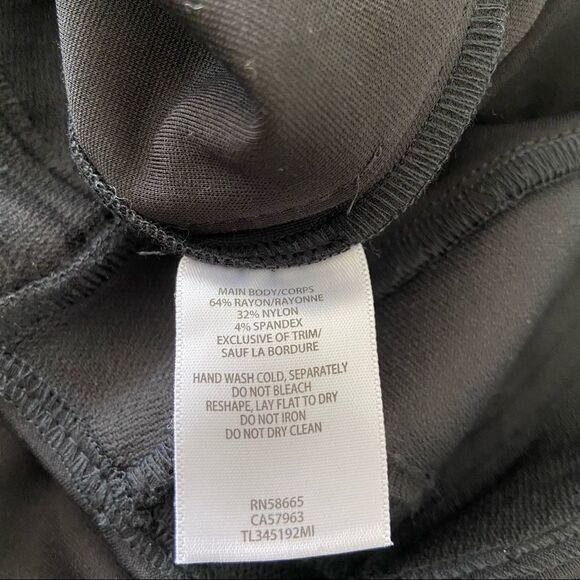 MAIN BODY/CORPS
64% RAYON/RAYONNE
32% NYLON
4% SPANDEX
EXCLUSIVE OF TRIM/
SAUF LA BORDURE
HAND WASH COLD, SEPARATELY
DO NOT BLEACH
RESHAPE, LAY FLAT TO DRY
DO NOT IRON
DO NOT DRY CLEAN
RN58665
CA57963
TL345192MI